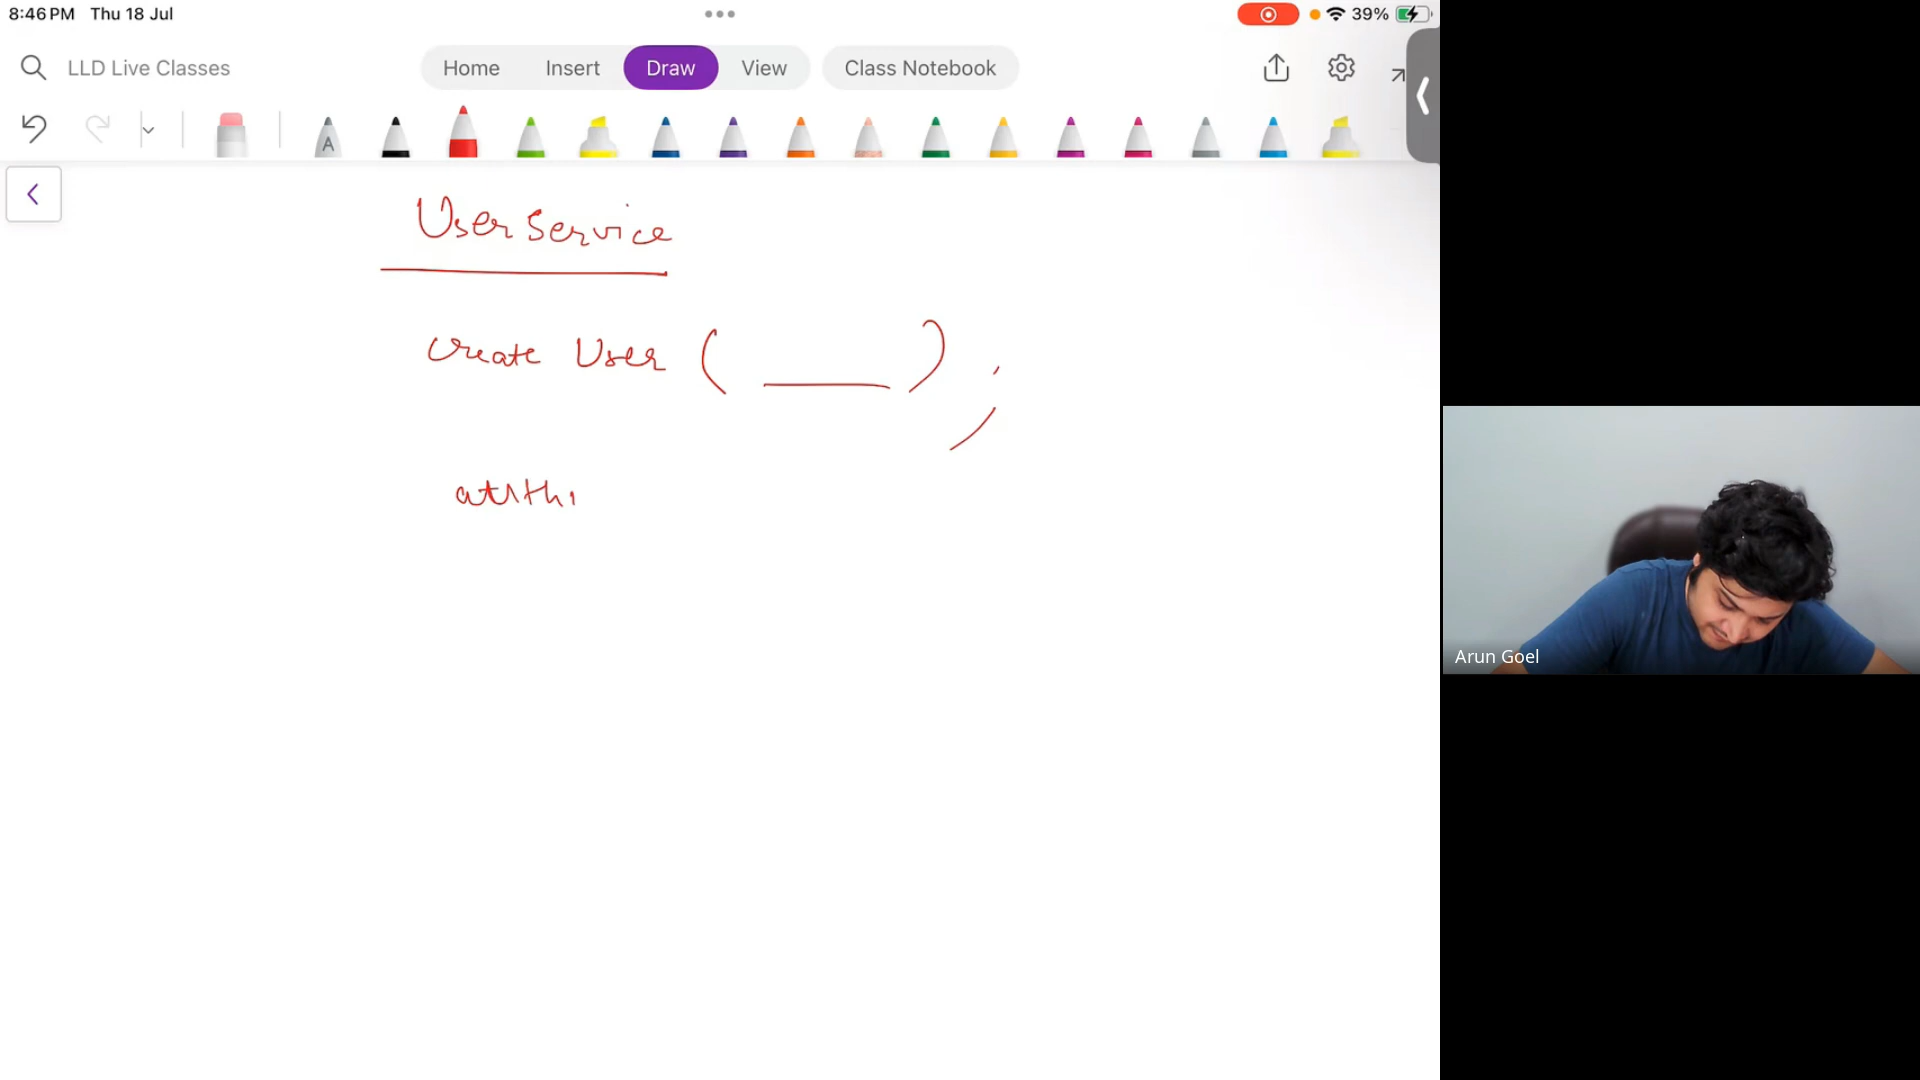 8:46 PM Thu 18 Jul
39%
LLD Live Classes
Home Insert Draw View Class Notebook
A
User Service
create User ( ____ ) ;
Arun Goel